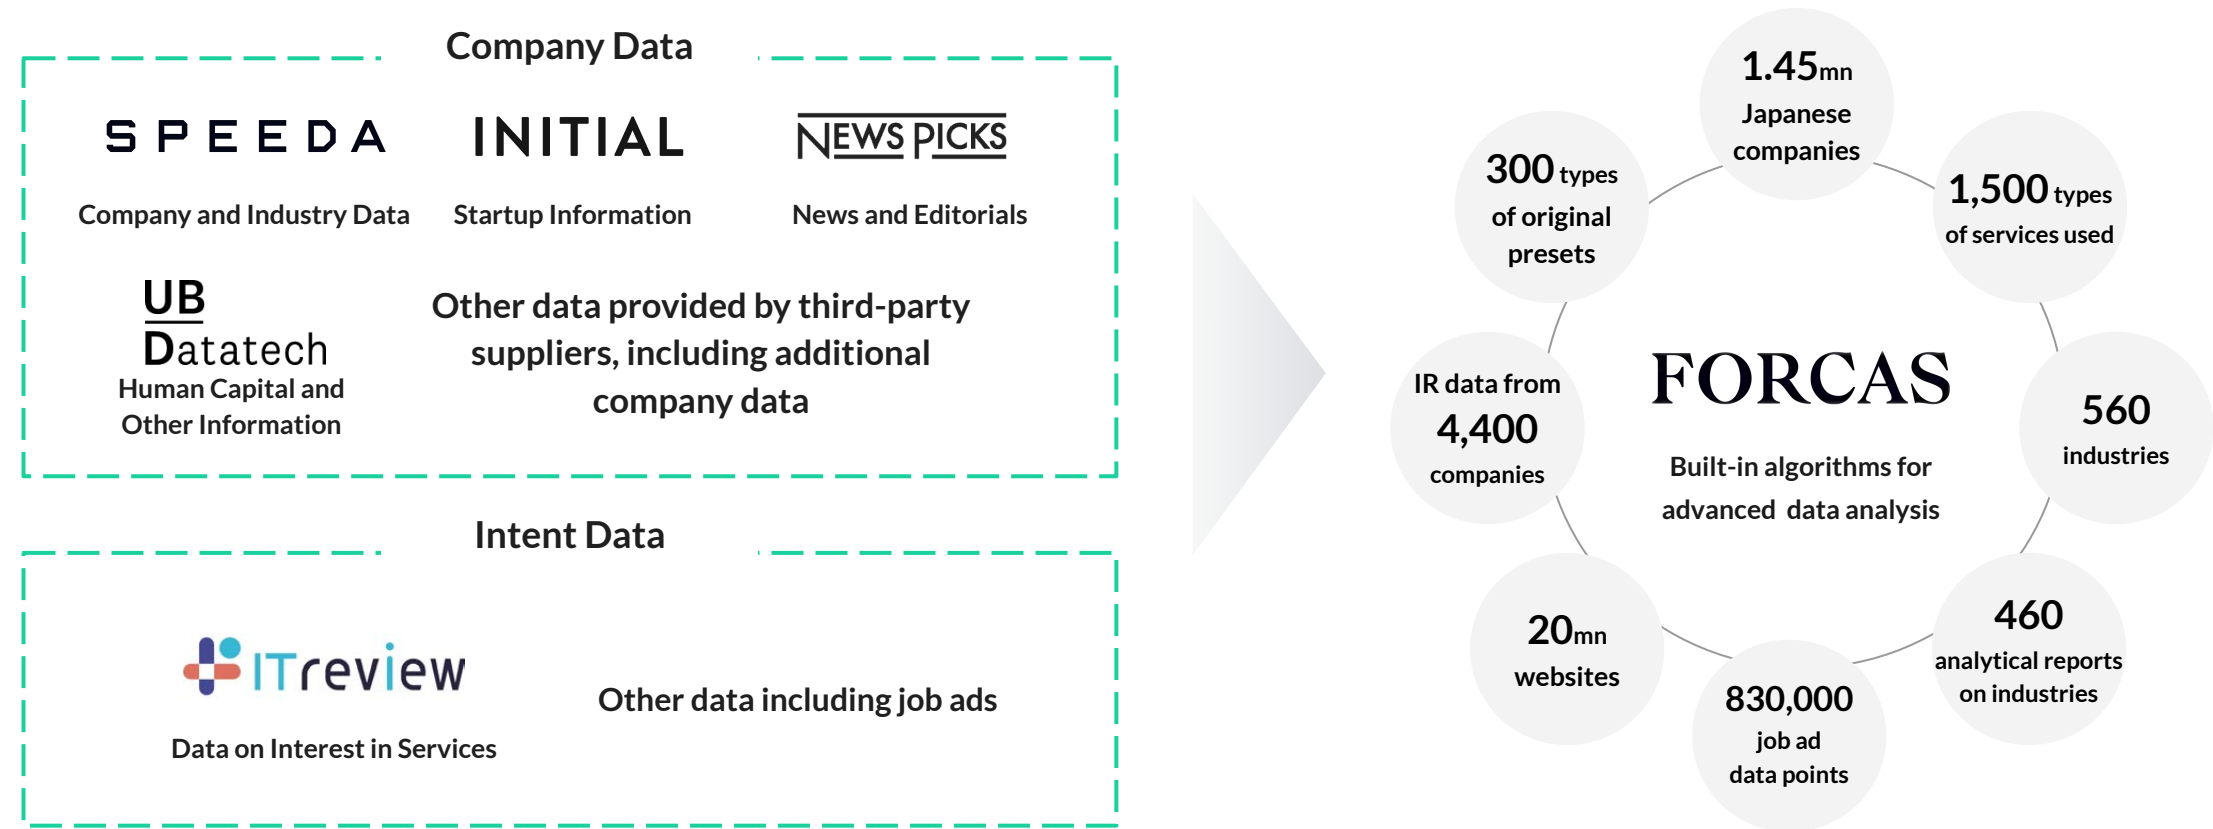 Company Data
SPEEDA
Company and Industry Data
INITIAL
Startup Information
NEWSPICKS
News and Editorials
UB
Datatech
Human Capital and
Other Information
Other data provided by third-party
suppliers, including additional
company data
Intent Data
ITreview
Data on Interest in Services
Other data including job ads
FORCAS
Built-in algorithms for
advanced data analysis
1.45mn
Japanese
companies
1,500 types
of services used
560
industries
460
analytical reports
on industries
830,000
job ad
data points
20mn
websites
IR data from
4,400
companies
300 types
of original
presets